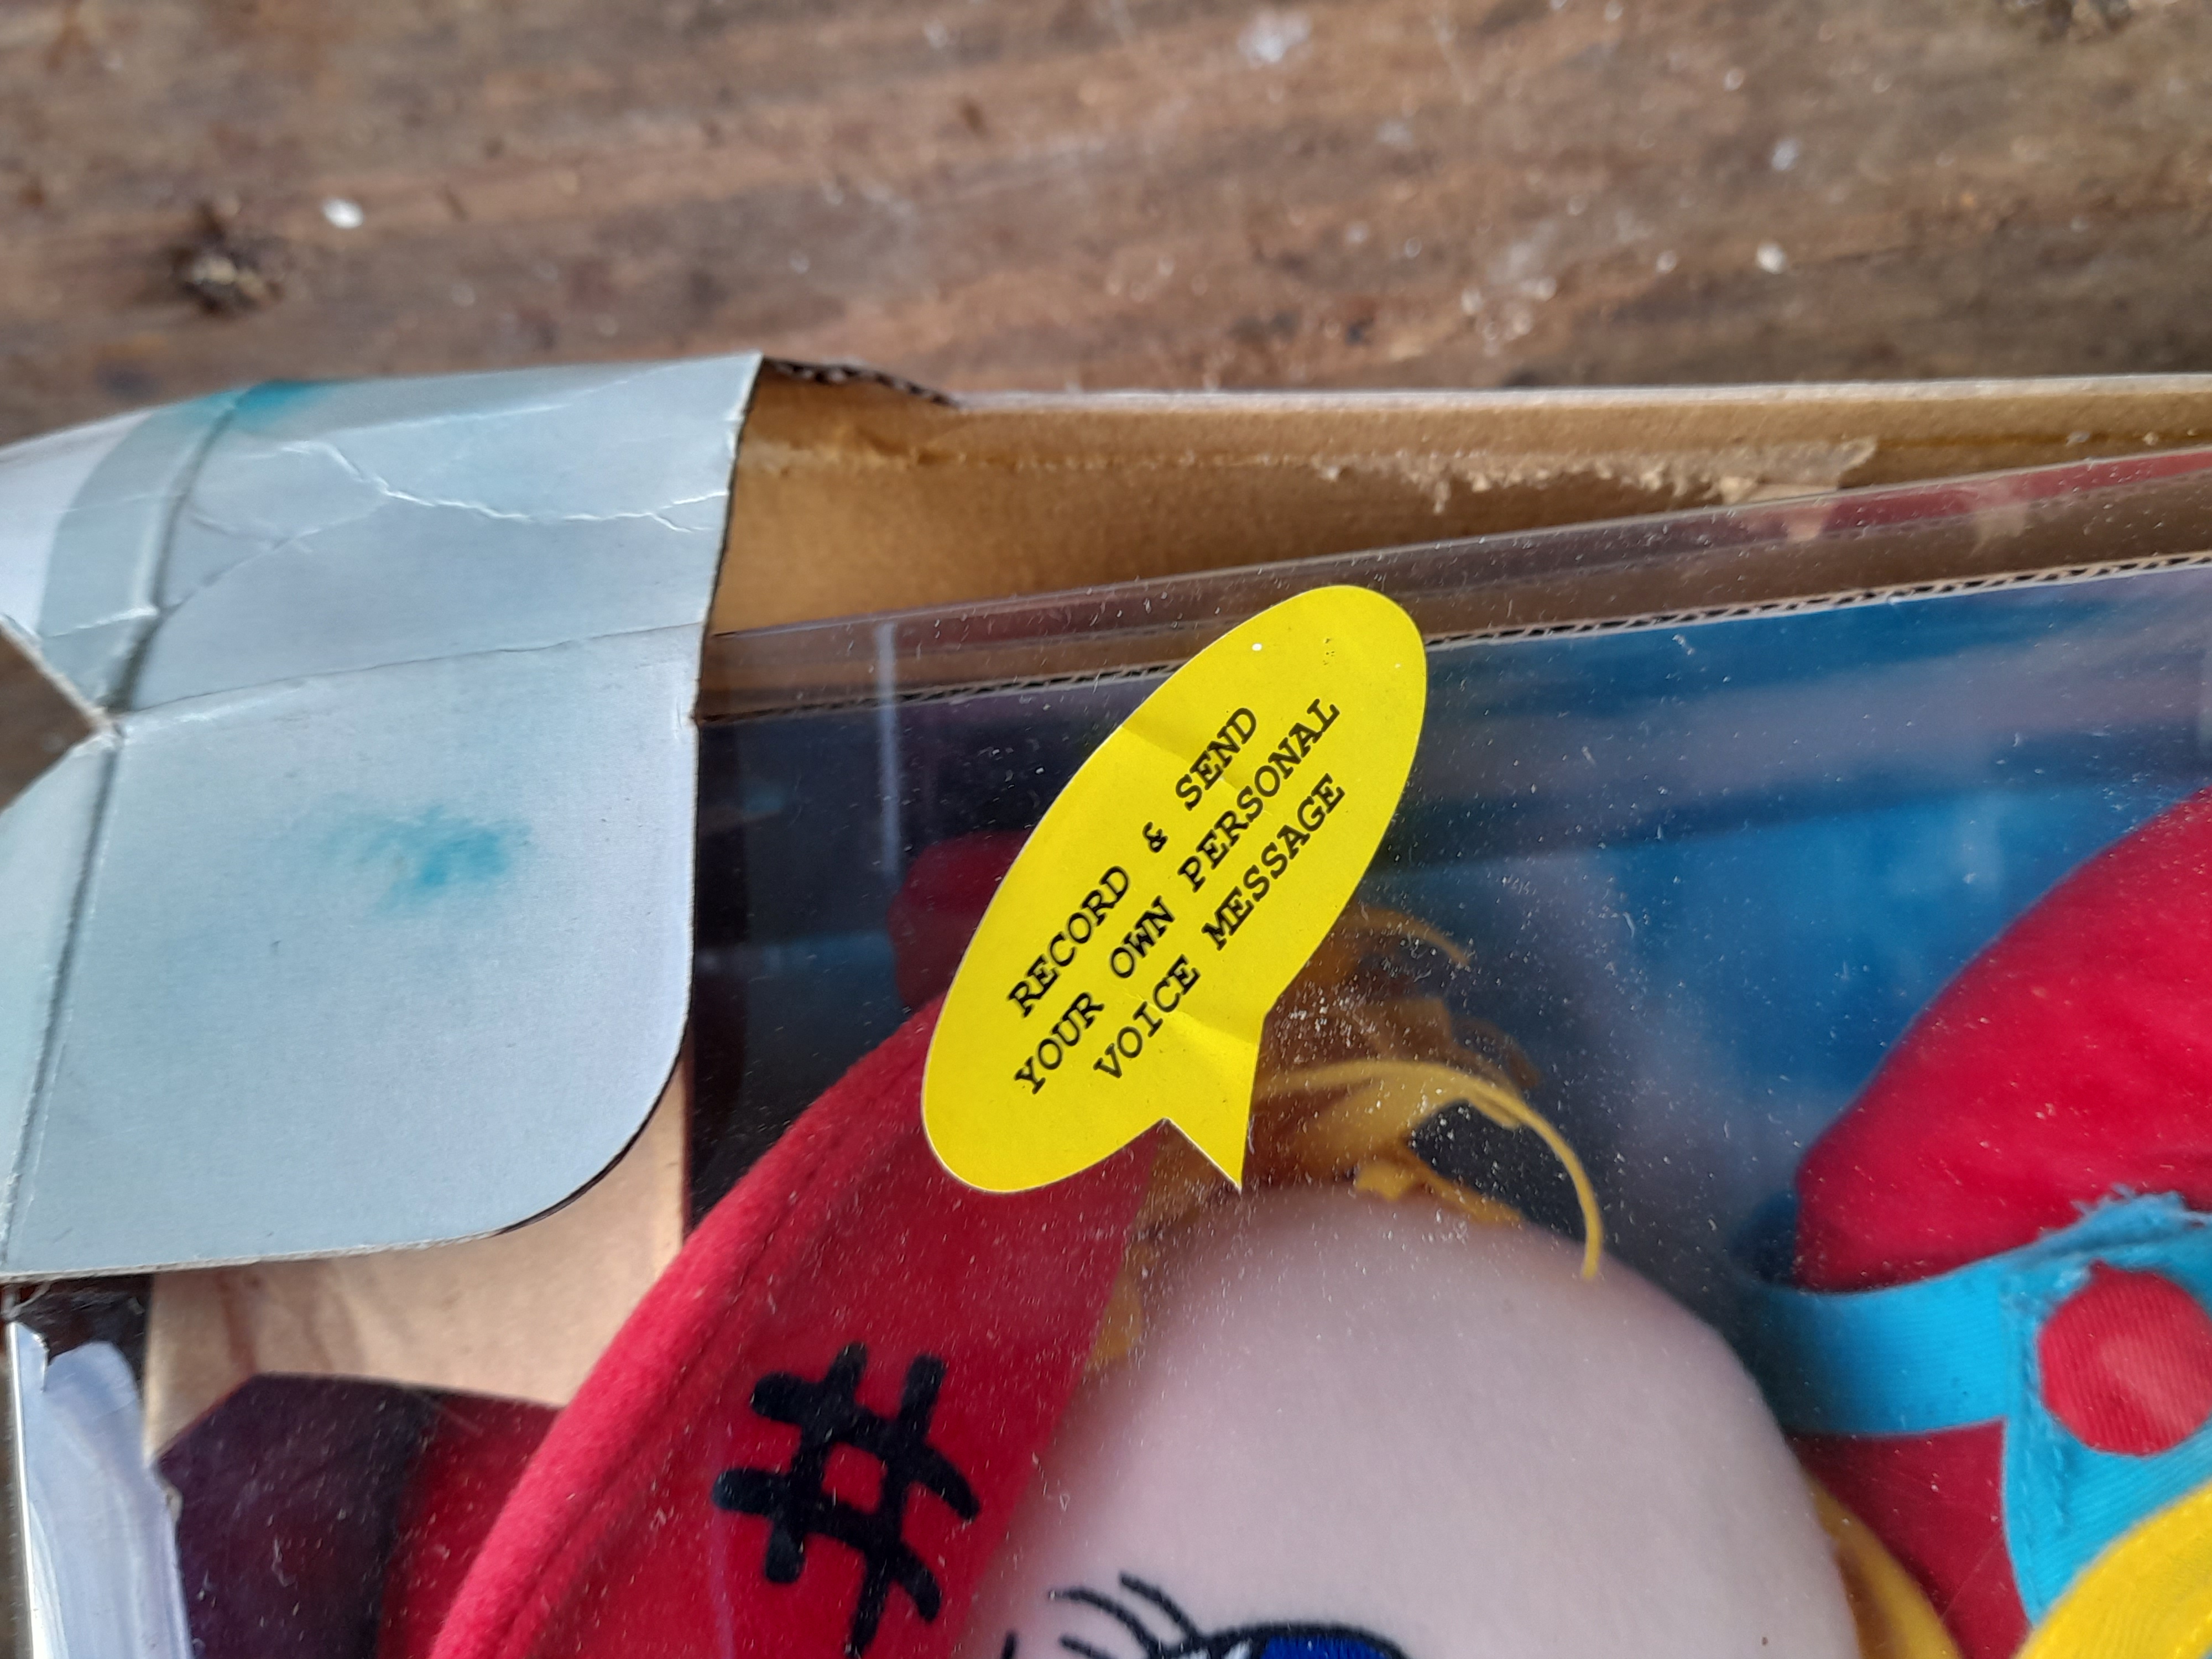 RECORD & SEND
YOUR OWN PERSONAL
VOICE MESSAGE